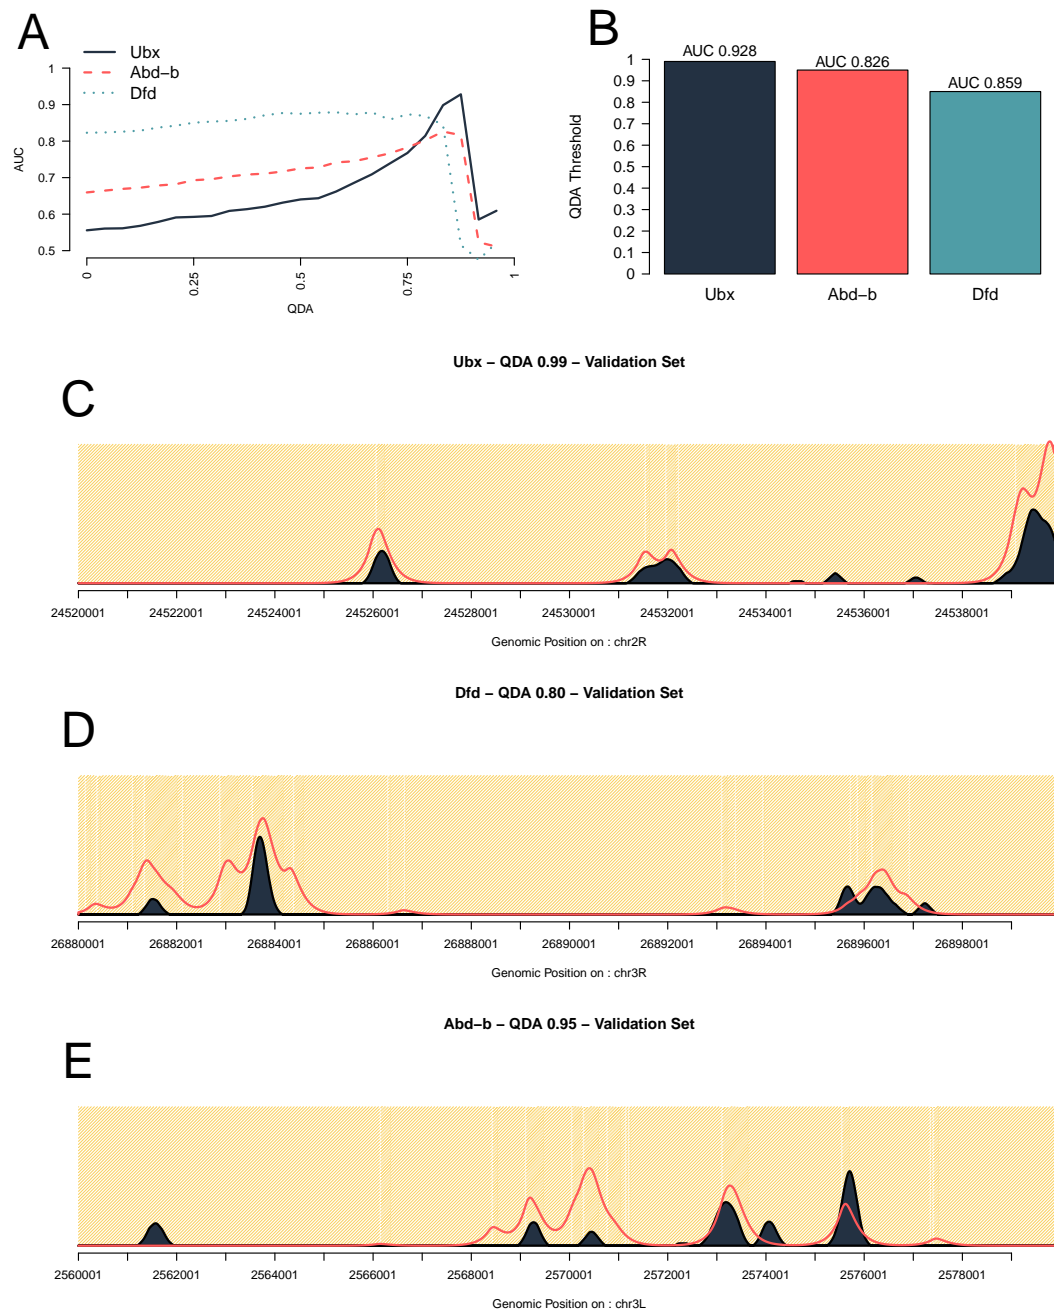 A
Ubx
Abd−b
Dfd
1
0.9
0.8
0.7
0.6
0.5
AUC
0
0.25
0.5
0.75
1
QDA
B
AUC 0.928
AUC 0.826
AUC 0.859
1
0.9
0.8
0.7
0.6
0.5
0.4
0.3
0.2
0.1
0
QDA Threshold
Ubx Abd−b Dfd
Ubx − QDA 0.99 − Validation Set
C
24520001 24522001 24524001 24526001 24528001 24530001 24532001 24534001 24536001 24538001
Genomic Position on : chr2R
Dfd − QDA 0.80 − Validation Set
D
26880001 26882001 26884001 26886001 26888001 26890001 26892001 26894001 26896001 26898001
Genomic Position on : chr3R
Abd−b − QDA 0.95 − Validation Set
E
2560001 2562001 2564001 2566001 2568001 2570001 2572001 2574001 2576001 2578001
Genomic Position on : chr3L